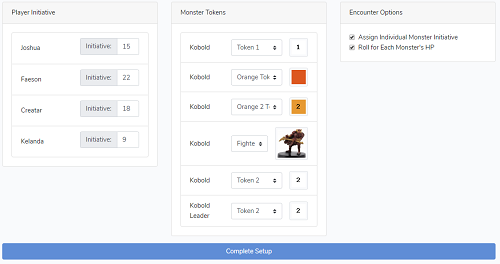 Player Initiative
Joshua
Initiative: 15
Faeson
Initiative: 22
Creatar
Initiative: 18
Kelanda
Initiative: 9
Monster Tokens
Kobold
Token 1
1
Kobold
Orange Tok
Kobold
Orange 2 T
2
Kobold
Fighte
Kobold
Token 2
2
Kobold
Leader
Token 2
2
Encounter Options
Assign Individual Monster Initiative
Roll for Each Monster's HP
Complete Setup